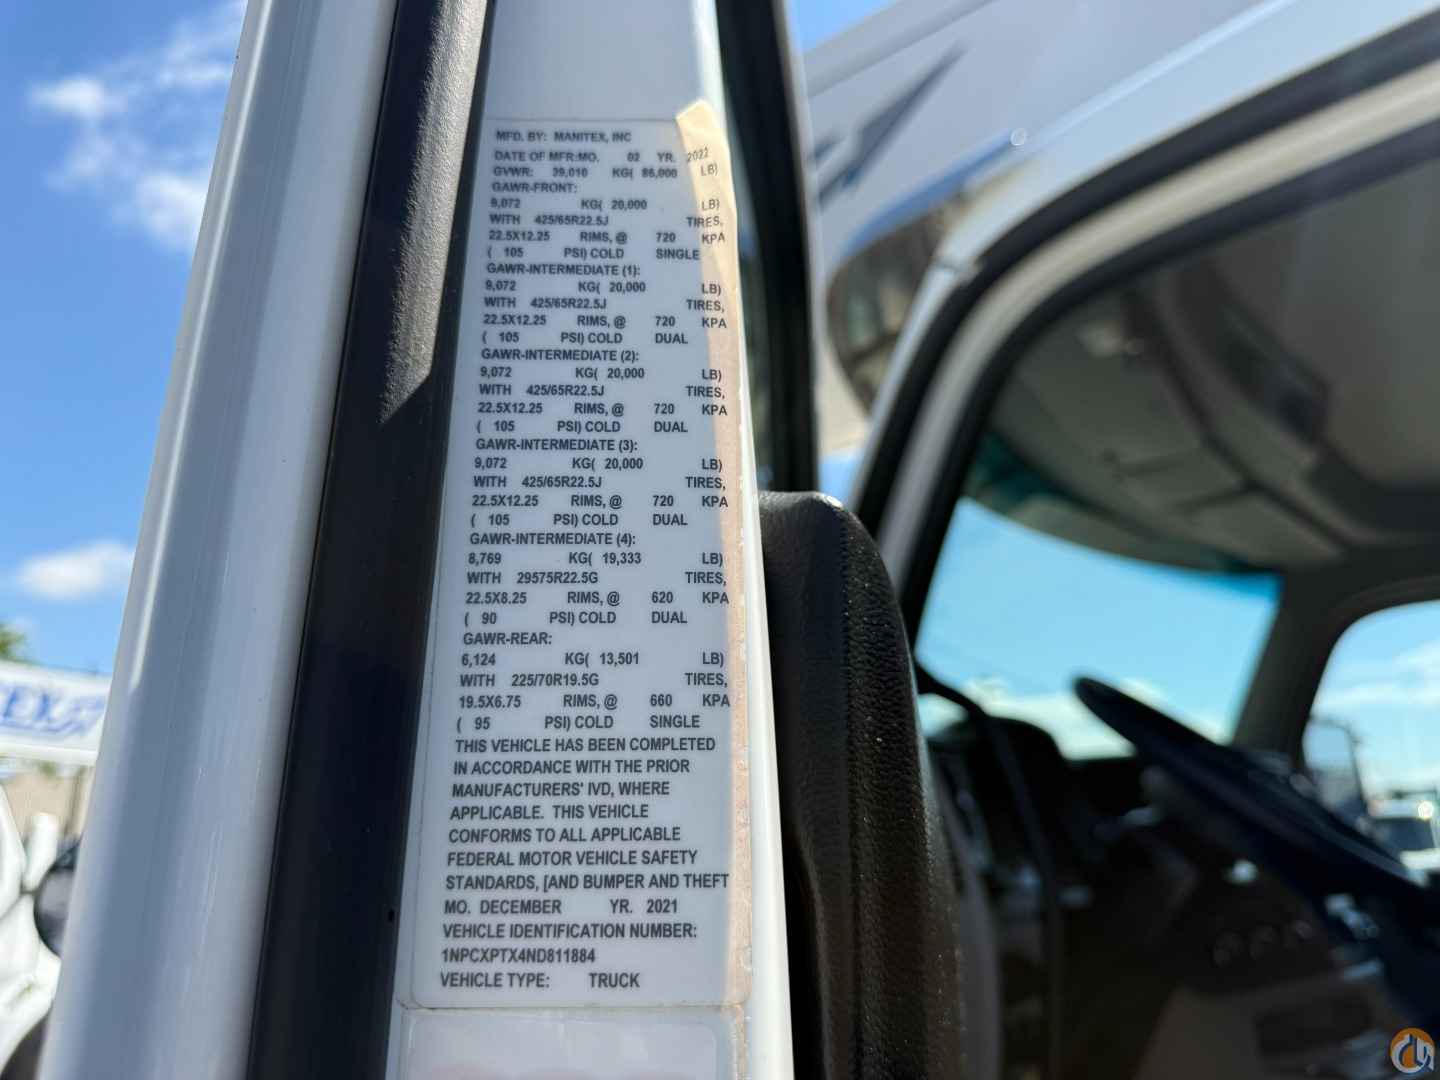 MFD. BY: MANITEX, INC
DATE OF MFR:MO. 02 YR. 2022
GVWR: 39,010 KG( 86,000 LB)
GAWR-FRONT:
9,072 KG( 20,000 LB)
WITH 425/65R22.5J TIRES,
22.5X12.25 RIMS, @ 720 KPA
( 105 PSI) COLD SINGLE
GAWR-INTERMEDIATE (1):
9,072 KG( 20,000 LB)
WITH 425/65R22.5J TIRES,
22.5X12.25 RIMS, @ 720 KPA
( 105 PSI) COLD DUAL
GAWR-INTERMEDIATE (2):
9,072 KG( 20,000 LB)
WITH 425/65R22.5J TIRES,
22.5X12.25 RIMS, @ 720 KPA
( 105 PSI) COLD DUAL
GAWR-INTERMEDIATE (3):
9,072 KG( 20,000 LB)
WITH 425/65R22.5J TIRES,
22.5X12.25 RIMS, @ 720 KPA
( 105 PSI) COLD DUAL
GAWR-INTERMEDIATE (4):
8,769 KG( 19,333 LB)
WITH 29575R22.5G TIRES,
22.5X8.25 RIMS, @ 620 KPA
( 90 PSI) COLD DUAL
GAWR-REAR:
6,124 KG( 13,501 LB)
WITH 225/70R19.5G TIRES,
19.5X6.75 RIMS, @ 660 KPA
( 95 PSI) COLD SINGLE
THIS VEHICLE HAS BEEN COMPLETED
IN ACCORDANCE WITH THE PRIOR
MANUFACTURERS' IVD, WHERE
APPLICABLE. THIS VEHICLE
CONFORMS TO ALL APPLICABLE
FEDERAL MOTOR VEHICLE SAFETY
STANDARDS, [AND BUMPER AND THEFT
MO. DECEMBER YR. 2021
VEHICLE IDENTIFICATION NUMBER:
1NPCXPTX4ND811884
VEHICLE TYPE: TRUCK